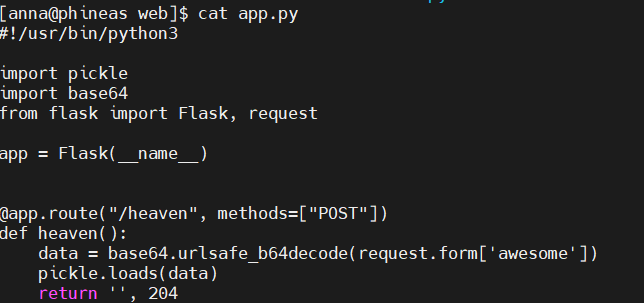 [anna@phineas web]$ cat app.py
#!/usr/bin/python3
import pickle
import base64
from flask import Flask, request
app = Flask(__name__)
@app.route("/heaven", methods=["POST"])
def heaven():
    data = base64.urlsafe_b64decode(request.form['awesome'])
    pickle.loads(data)
    return '', 204